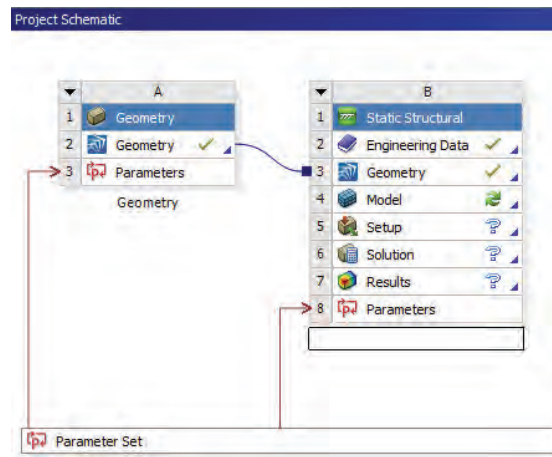 Project Schematic
A
1 Geometry
2 Geometry
3 Parameters
Geometry
B
1 Static Structural
2 Engineering Data
3 Geometry
4 Model
5 Setup
6 Solution
7 Results
8 Parameters
Parameter Set